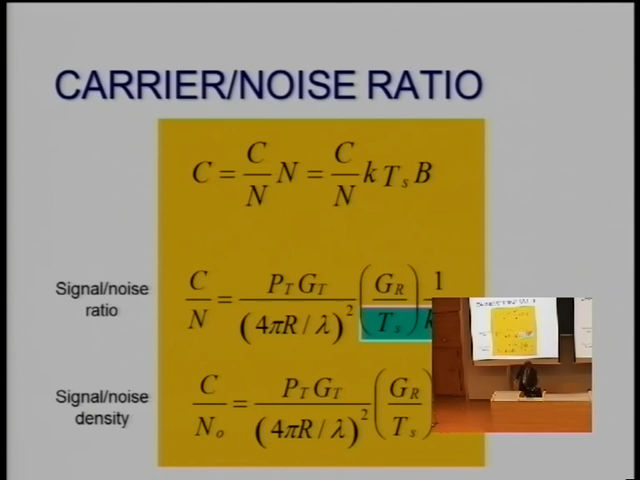 CARRIER/NOISE RATIO
C = C/N N = C/N k T_s B
Signal/noise
ratio
C/N = P_T G_T / (4πR/λ)^2 (G_R / T_s) 1/k
Signal/noise
density
C/N_o = P_T G_T / (4πR/λ)^2 (G_R / T_s)